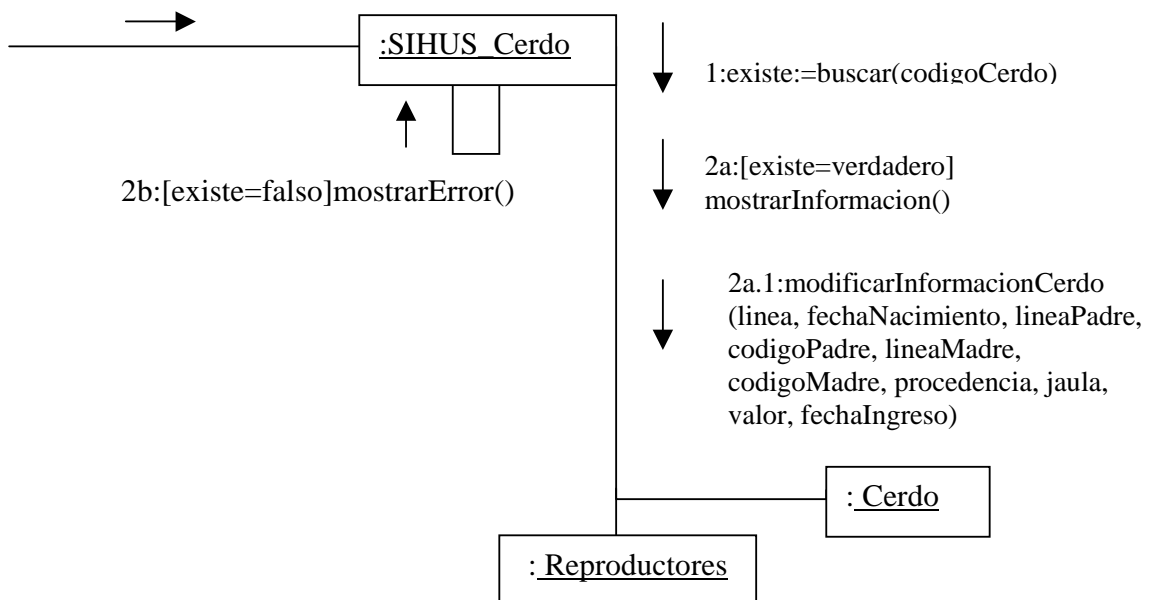 :SIHUS_Cerdo
1:existe:=buscar(codigoCerdo)
2a:[existe=verdadero]
mostrarInformacion()
2b:[existe=falso]mostrarError()
2a.1:modificarInformacionCerdo
(linea, fechaNacimiento, lineaPadre,
codigoPadre, lineaMadre,
codigoMadre, procedencia, jaula,
valor, fechaIngreso)
: Cerdo
: Reproductores